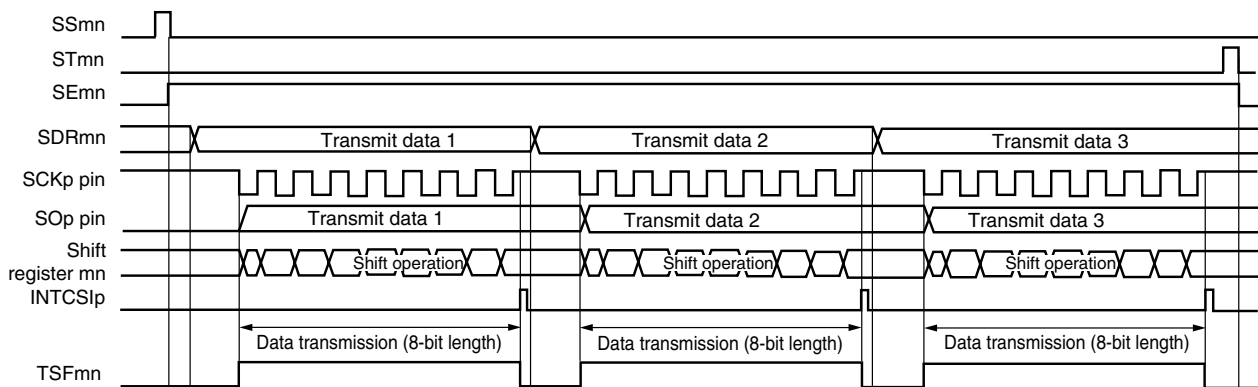 SSmn
STmn
SEmn
SDRmn Transmit data 1 Transmit data 2 Transmit data 3
SCKp pin
SOp pin Transmit data 1 Transmit data 2 Transmit data 3
Shift
register mn Shift operation Shift operation Shift operation
INTCSIp
Data transmission (8-bit length) Data transmission (8-bit length) Data transmission (8-bit length)
TSFmn